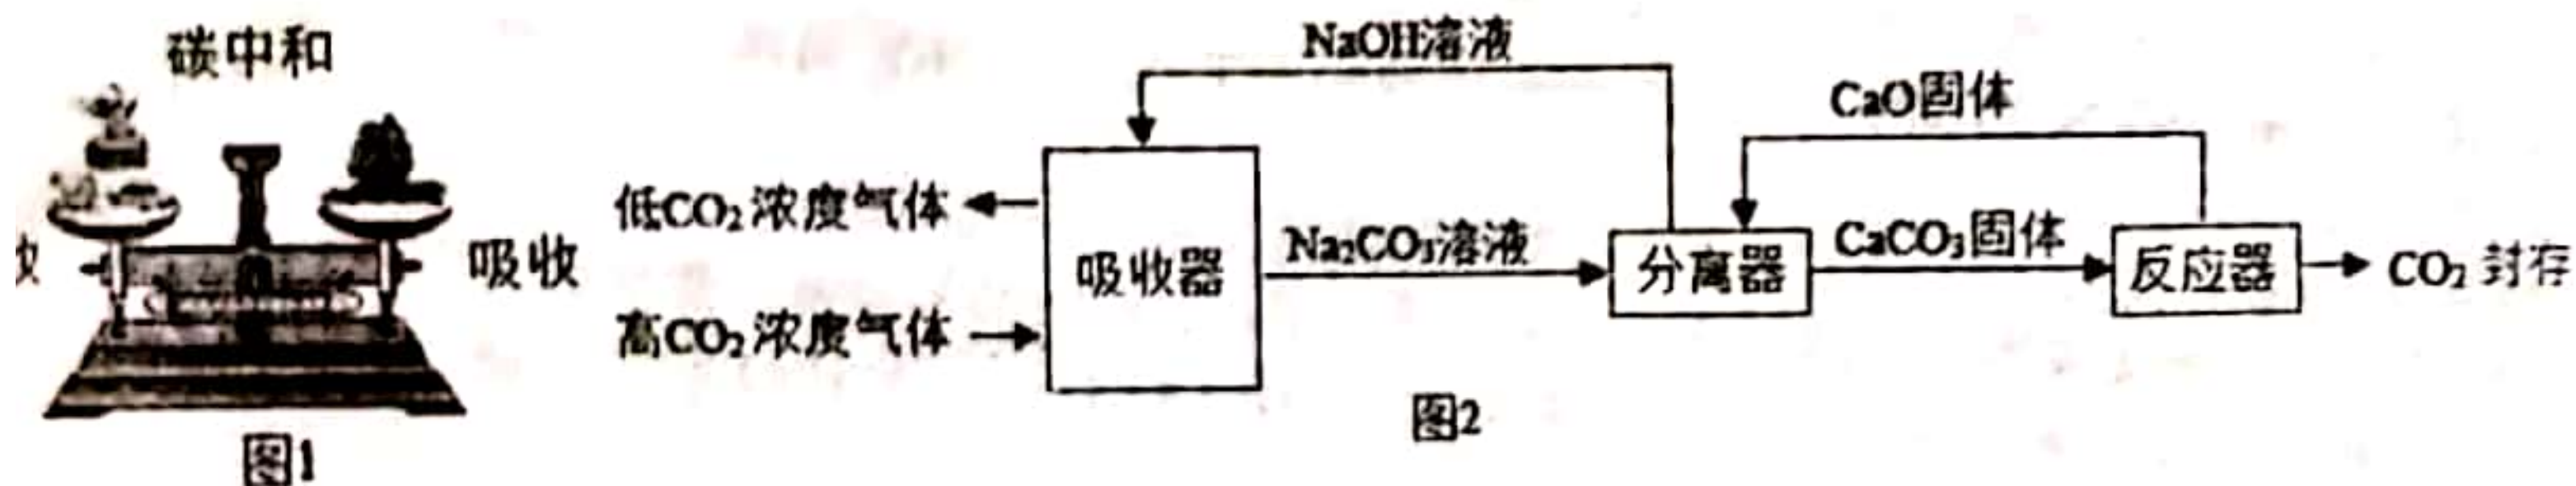 碳中和
吸收
图1
NaOH溶液
CaO固体
低CO₂浓度气体
吸收器
Na₂CO₃溶液
分离器
CaCO₃固体
反应器
CO₂封存
高CO₂浓度气体
图2